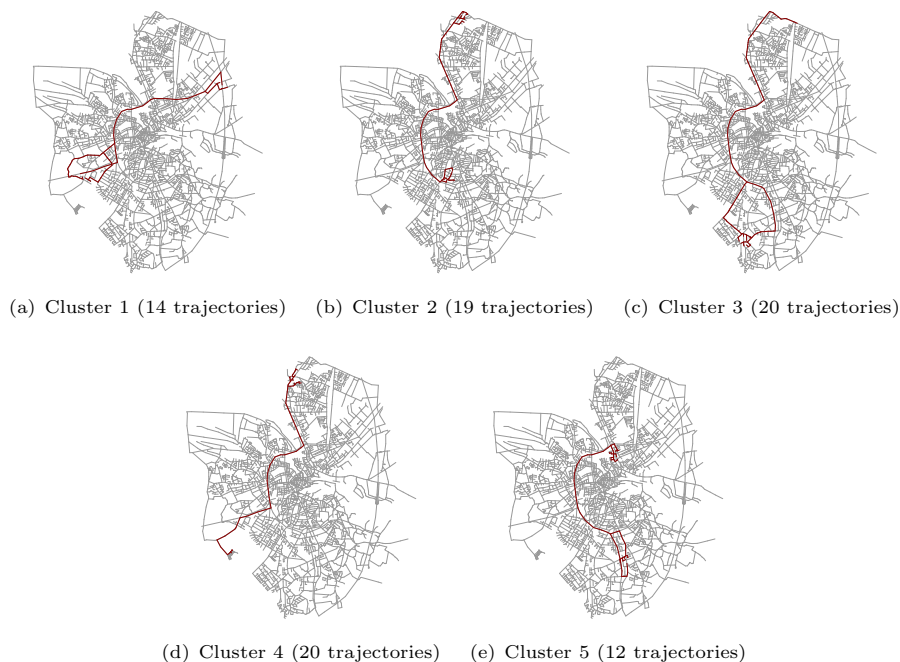 (a) Cluster 1 (14 trajectories) (b) Cluster 2 (19 trajectories) (c) Cluster 3 (20 trajectories)
(d) Cluster 4 (20 trajectories) (e) Cluster 5 (12 trajectories)